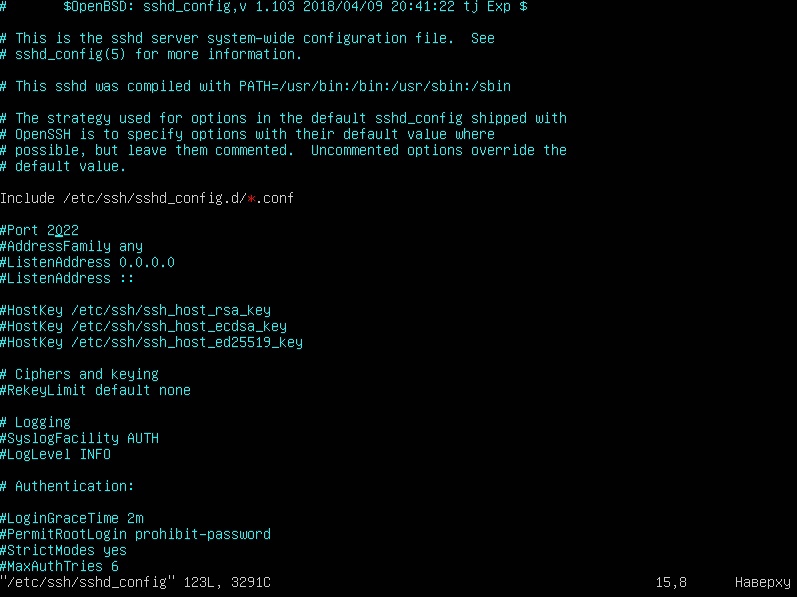 #       $OpenBSD: sshd_config,v 1.103 2018/04/09 20:41:22 tj Exp $
# This is the sshd server system-wide configuration file.  See
# sshd_config(5) for more information.
# This sshd was compiled with PATH=/usr/bin:/bin:/usr/sbin:/sbin
# The strategy used for options in the default sshd_config shipped with
# OpenSSH is to specify options with their default value where
# possible, but leave them commented.  Uncommented options override the
# default value.
Include /etc/ssh/sshd_config.d/*.conf
#Port 2022
#AddressFamily any
#ListenAddress 0.0.0.0
#ListenAddress ::
#HostKey /etc/ssh/ssh_host_rsa_key
#HostKey /etc/ssh/ssh_host_ecdsa_key
#HostKey /etc/ssh/ssh_host_ed25519_key
# Ciphers and keying
#RekeyLimit default none
# Logging
#SyslogFacility AUTH
#LogLevel INFO
# Authentication:
#LoginGraceTime 2m
#PermitRootLogin prohibit-password
#StrictModes yes
#MaxAuthTries 6
"/etc/ssh/sshd_config" 123L, 3291C 15,8 Наверху